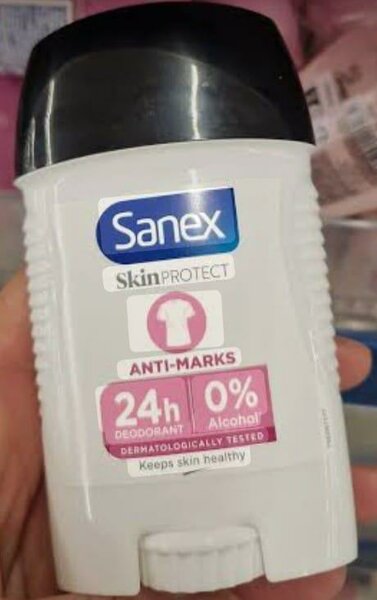 Sanex
SkinPROTECT
ANTI-MARKS
24h
DEODORANT
0%
Alcohol*
DERMATOLOGICALLY TESTED
Keeps skin healthy